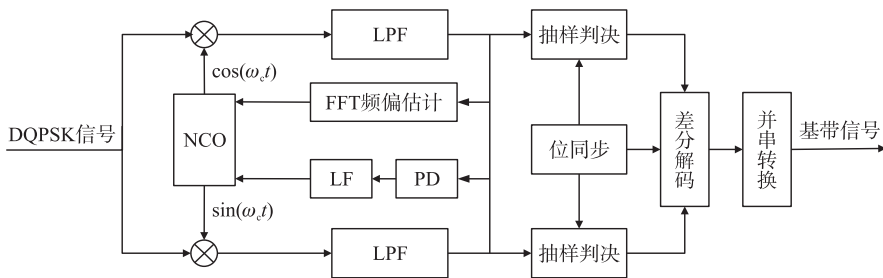 LPF
抽样判决
cos(ω_c t)
FFT频偏估计
DQPSK信号
NCO
位同步
差分解码
并串转换
基带信号
LF
PD
sin(ω_c t)
LPF
抽样判决